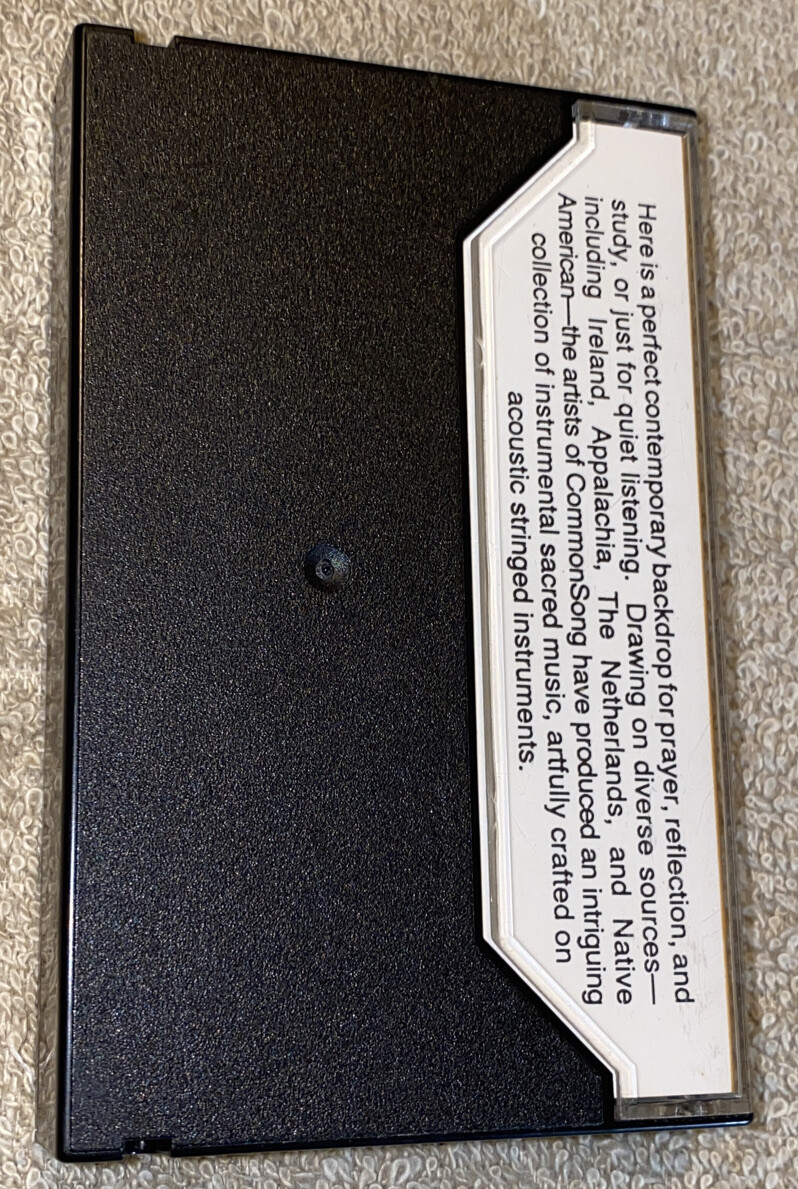 Here is a perfect contemporary backdrop for prayer, reflection, and
study, or just for quiet listening. Drawing on diverse sources—
including Ireland, Appalachia, The Netherlands, and Native
American—the artists of CommonSong have produced an intriguing
collection of instrumental sacred music, artfully crafted on
acoustic stringed instruments.